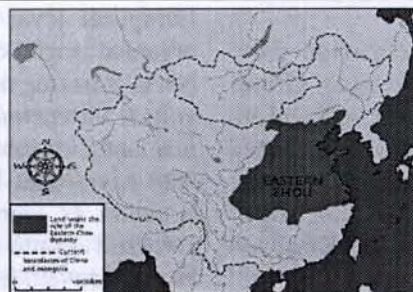 N
W
E
S
EASTERN
ZHOU
Land under the
rule of the
Eastern Zhou
Dynasty
Current
boundaries of China
and Mongolia